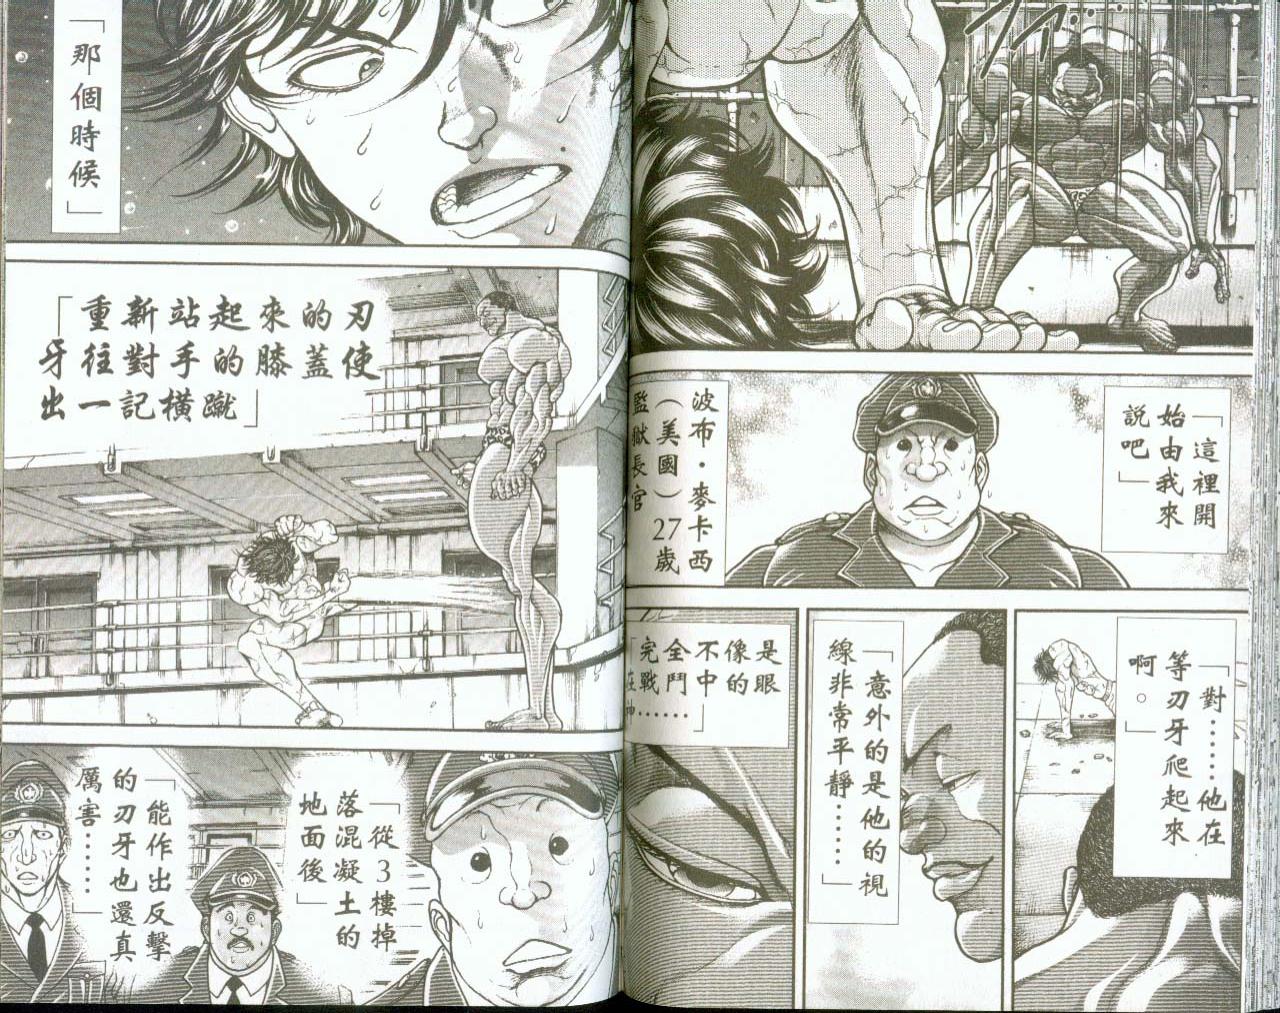 「這裡開
始由我來
說吧」
波布·麥卡西
（美國）27歲
監獄長官
「對……他在
等刃牙爬起來
啊。」
「意外的是他的視
線非常平靜……」
是眼
像的
不中
全鬥
完戰
「那個時候」
「重新站起來的刃
牙往對手的膝蓋使
出一記橫蹴」
「從3樓掉
落混凝土的
地面後」
「能作出反擊
的刃牙也還真
厲害……」